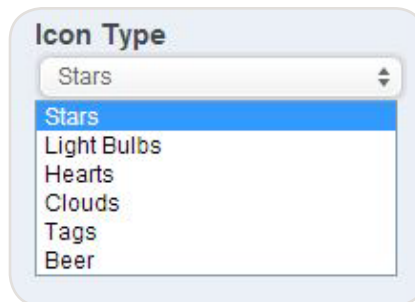 Icon Type
Stars
Stars
Light Bulbs
Hearts
Clouds
Tags
Beer